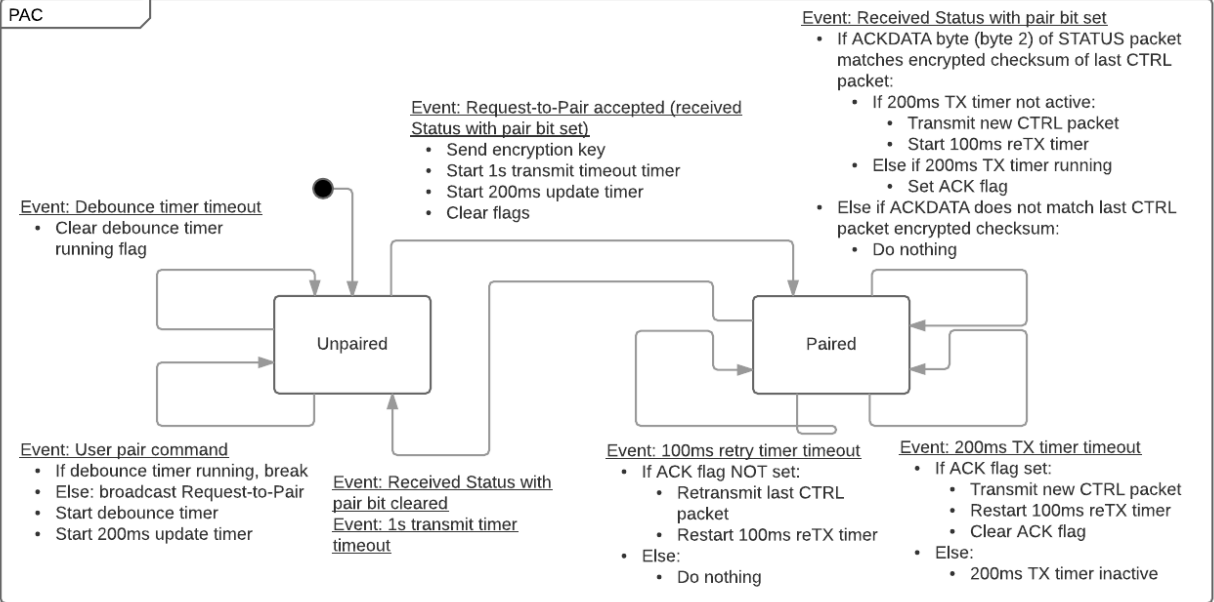 PAC
Event: Received Status with pair bit set
• If ACKDATA byte (byte 2) of STATUS packet
matches encrypted checksum of last CTRL
packet:
• If 200ms TX timer not active:
• Transmit new CTRL packet
• Start 100ms reTX timer
• Else if 200ms TX timer running
• Set ACK flag
• Else if ACKDATA does not match last CTRL
packet encrypted checksum:
• Do nothing
Event: Request-to-Pair accepted (received
Status with pair bit set)
• Send encryption key
• Start 1s transmit timeout timer
• Start 200ms update timer
• Clear flags
Event: Debounce timer timeout
• Clear debounce timer
running flag
Unpaired
Paired
Event: User pair command
• If debounce timer running, break
• Else: broadcast Request-to-Pair
• Start debounce timer
• Start 200ms update timer
Event: Received Status with
pair bit cleared
Event: 1s transmit timer
timeout
Event: 100ms retry timer timeout
• If ACK flag NOT set:
• Retransmit last CTRL
packet
• Restart 100ms reTX timer
• Else:
• Do nothing
Event: 200ms TX timer timeout
• If ACK flag set:
• Transmit new CTRL packet
• Restart 100ms reTX timer
• Clear ACK flag
• Else:
• 200ms TX timer inactive